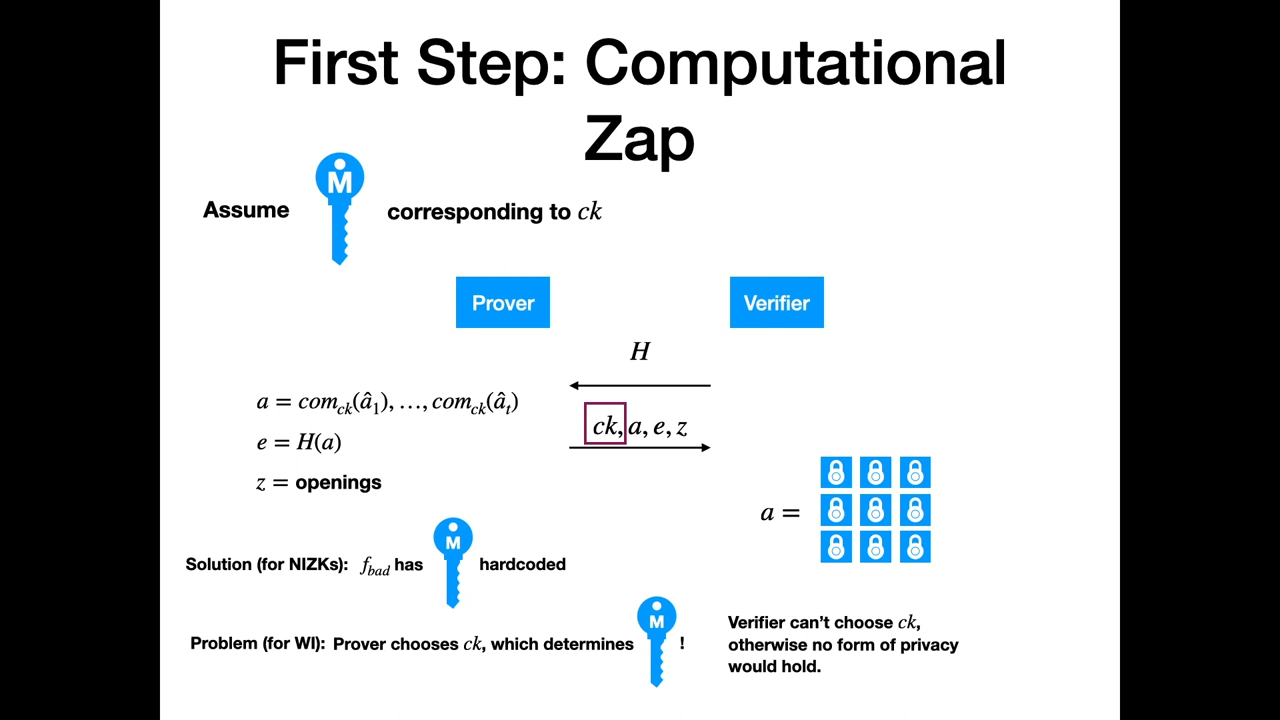 First Step: Computational
Zap
M
Assume corresponding to ck
Prover
Verifier
H
a = com_ck(â_1), …, com_ck(â_t)
ck, a, e, z
e = H(a)
z = openings
a =
M
Solution (for NIZKs): f_bad has hardcoded
M
Problem (for WI): Prover chooses ck, which determines !
Verifier can’t choose ck,
otherwise no form of privacy
would hold.